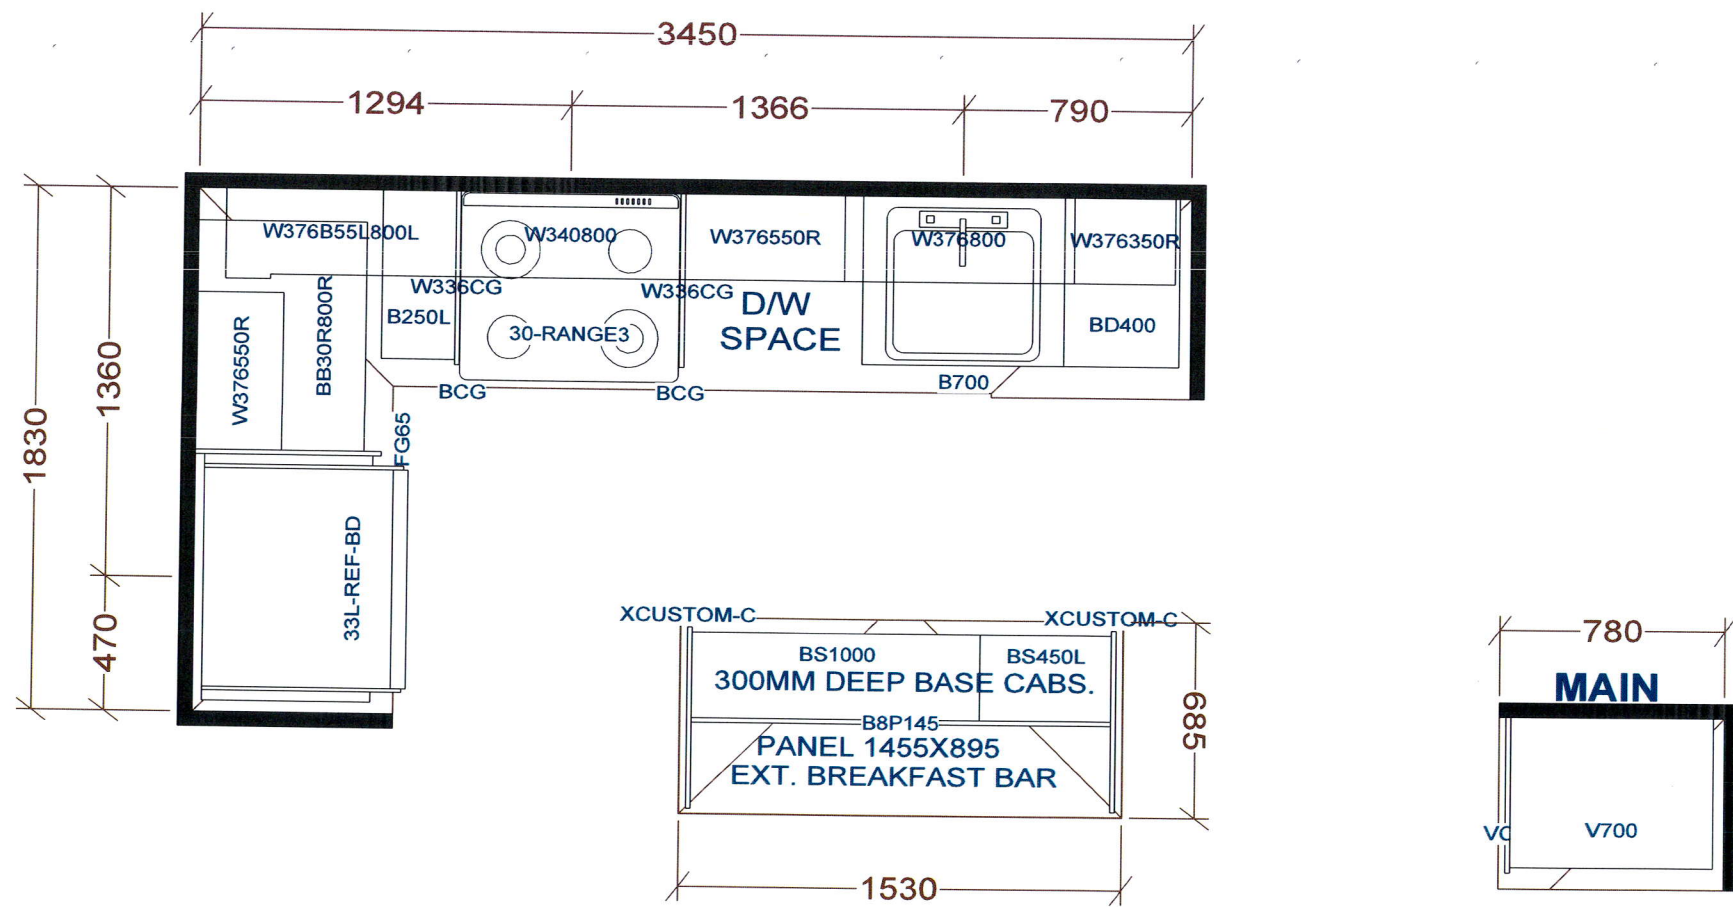 3450
1294
1366
790
W376B55L800L
W340800
W376550R
W376800
W376350R
W336CG
W336CG
D/W
SPACE
B250L
30-RANGE3
BD400
BB30R800R
W376550R
1360
1830
B700
BCG
BCG
FG65
33L-REF-BD
470
XCUSTOM-C
XCUSTOM-C
BS1000
BS450L
300MM DEEP BASE CABS.
B8P145
PANEL 1455X895
EXT. BREAKFAST BAR
685
1530
780
MAIN
V700